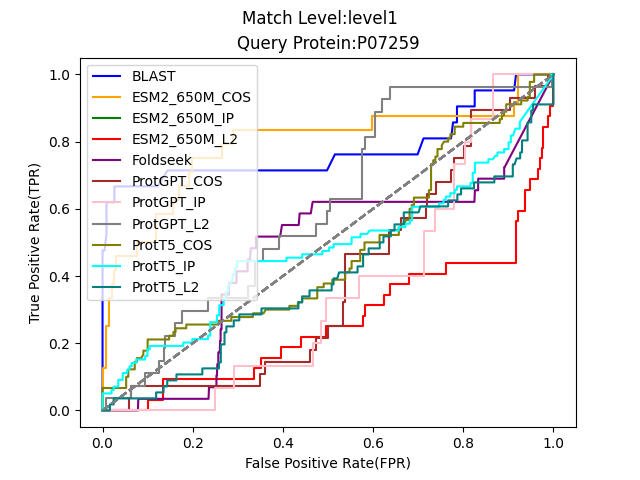 Match Level:level1
Query Protein:P07259
True Positive Rate(TPR)
1.0
0.8
0.6
0.4
0.2
0.0
BLAST
ESM2_650M_COS
ESM2_650M_IP
ESM2_650M_L2
Foldseek
ProtGPT_COS
ProtGPT_IP
ProtGPT_L2
ProtT5_COS
ProtT5_IP
ProtT5_L2
0.0 0.2 0.4 0.6 0.8 1.0
False Positive Rate(FPR)